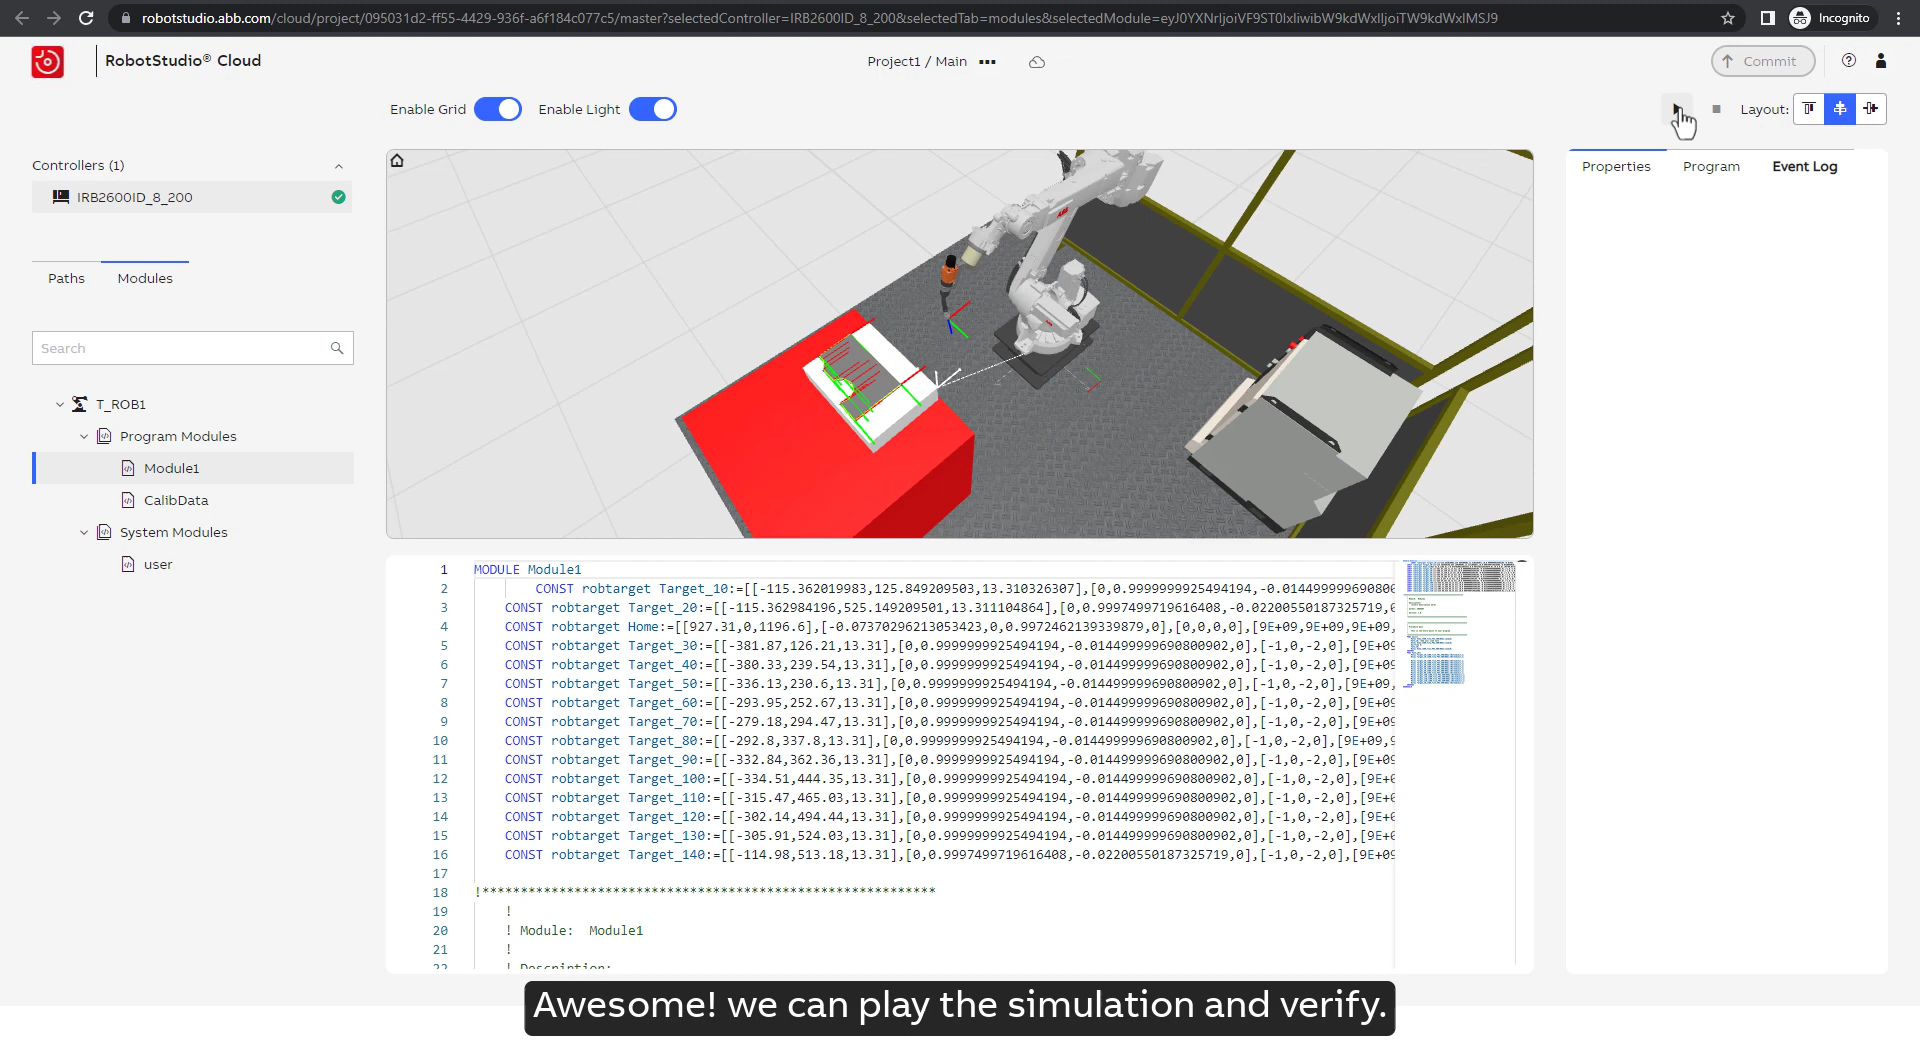 robotstudio.abb.com/cloud/project/095031d2-ff55-4429-936f-a6f184c077c5/master?selectedController=IRB2600ID_8_200&selectedTab=modules&selectedModule=eyJ0YXNrIjoiVF9ST0IxIiwibW9kdWxlIjoiTW9kdWxlMSJ9
Incognito
RobotStudio® Cloud
Project1 / Main
Commit
Enable Grid
Enable Light
Layout:
Controllers (1)
IRB2600ID_8_200
Paths
Modules
Search
T_ROB1
Program Modules
Module1
CalibData
System Modules
user
ABB
Properties
Program
Event Log
1 MODULE Module1
2 CONST robtarget Target_10:=[[-115.362019983,125.849209503,13.310326307],[0,0.9999999925494194,-0.014499999690800
3 CONST robtarget Target_20:=[[-115.362984196,525.149209501,13.311104864],[0,0.9997499719616408,-0.02200550187325719,0
4 CONST robtarget Home:=[[927.31,0,1196.6],[-0.07370296213053423,0,0.9972462139339879,0],[0,0,0,0],[9E+09,9E+09,9E+09,
5 CONST robtarget Target_30:=[[-381.87,126.21,13.31],[0,0.9999999925494194,-0.014499999690800902,0],[-1,0,-2,0],[9E+09
6 CONST robtarget Target_40:=[[-380.33,239.54,13.31],[0,0.9999999925494194,-0.014499999690800902,0],[-1,0,-2,0],[9E+09
7 CONST robtarget Target_50:=[[-336.13,230.6,13.31],[0,0.9999999925494194,-0.014499999690800902,0],[-1,0,-2,0],[9E+09,
8 CONST robtarget Target_60:=[[-293.95,252.67,13.31],[0,0.9999999925494194,-0.014499999690800902,0],[-1,0,-2,0],[9E+09
9 CONST robtarget Target_70:=[[-279.18,294.47,13.31],[0,0.9999999925494194,-0.014499999690800902,0],[-1,0,-2,0],[9E+09
10 CONST robtarget Target_80:=[[-292.8,337.8,13.31],[0,0.9999999925494194,-0.014499999690800902,0],[-1,0,-2,0],[9E+09,9
11 CONST robtarget Target_90:=[[-332.84,362.36,13.31],[0,0.9999999925494194,-0.014499999690800902,0],[-1,0,-2,0],[9E+09
12 CONST robtarget Target_100:=[[-334.51,444.35,13.31],[0,0.9999999925494194,-0.014499999690800902,0],[-1,0,-2,0],[9E+0
13 CONST robtarget Target_110:=[[-315.47,465.03,13.31],[0,0.9999999925494194,-0.014499999690800902,0],[-1,0,-2,0],[9E+0
14 CONST robtarget Target_120:=[[-302.14,494.44,13.31],[0,0.9999999925494194,-0.014499999690800902,0],[-1,0,-2,0],[9E+0
15 CONST robtarget Target_130:=[[-305.91,524.03,13.31],[0,0.9999999925494194,-0.014499999690800902,0],[-1,0,-2,0],[9E+0
16 CONST robtarget Target_140:=[[-114.98,513.18,13.31],[0,0.9997499719616408,-0.02200550187325719,0],[-1,0,-2,0],[9E+09
17
18 !***********************************************************
19 !
20 ! Module: Module1
21 !
22 ! Description:
Awesome! we can play the simulation and verify.